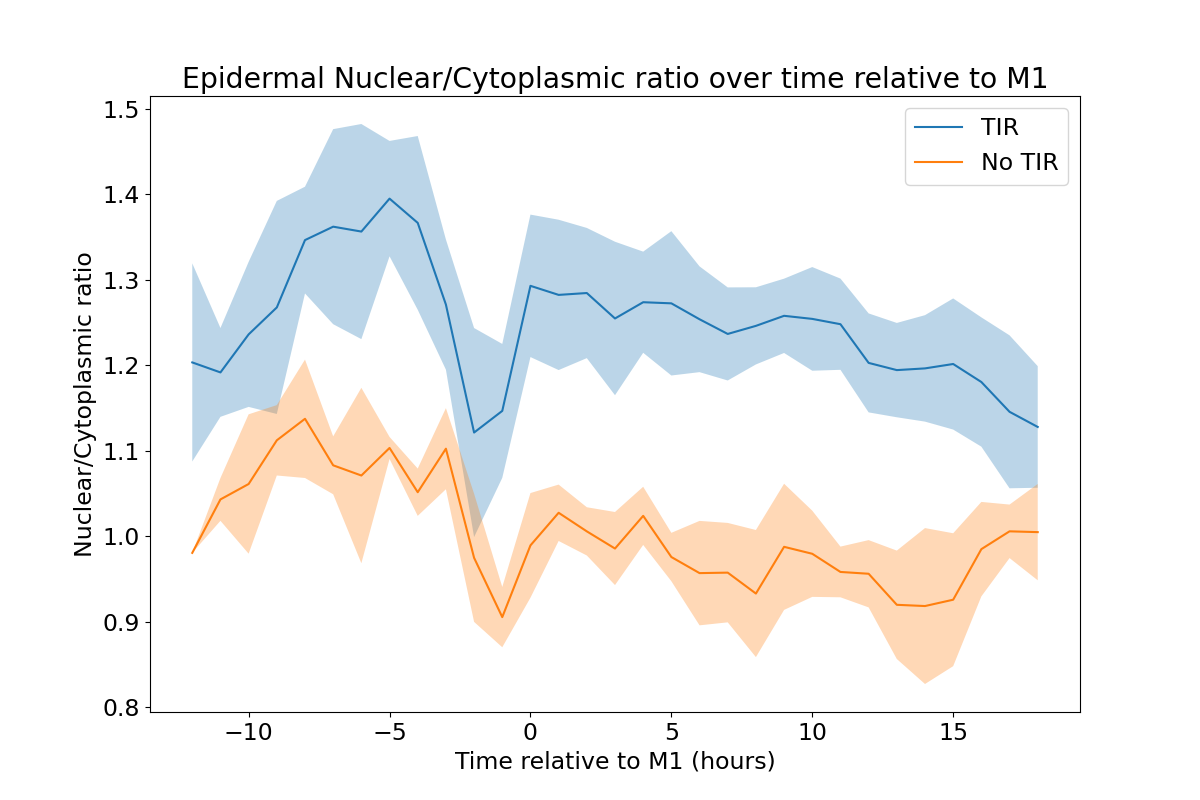 Epidermal Nuclear/Cytoplasmic ratio over time relative to M1
1.5
1.4
1.3
1.2
1.1
1.0
0.9
0.8
Nuclear/Cytoplasmic ratio
TIR
No TIR
−10 −5 0 5 10 15
Time relative to M1 (hours)